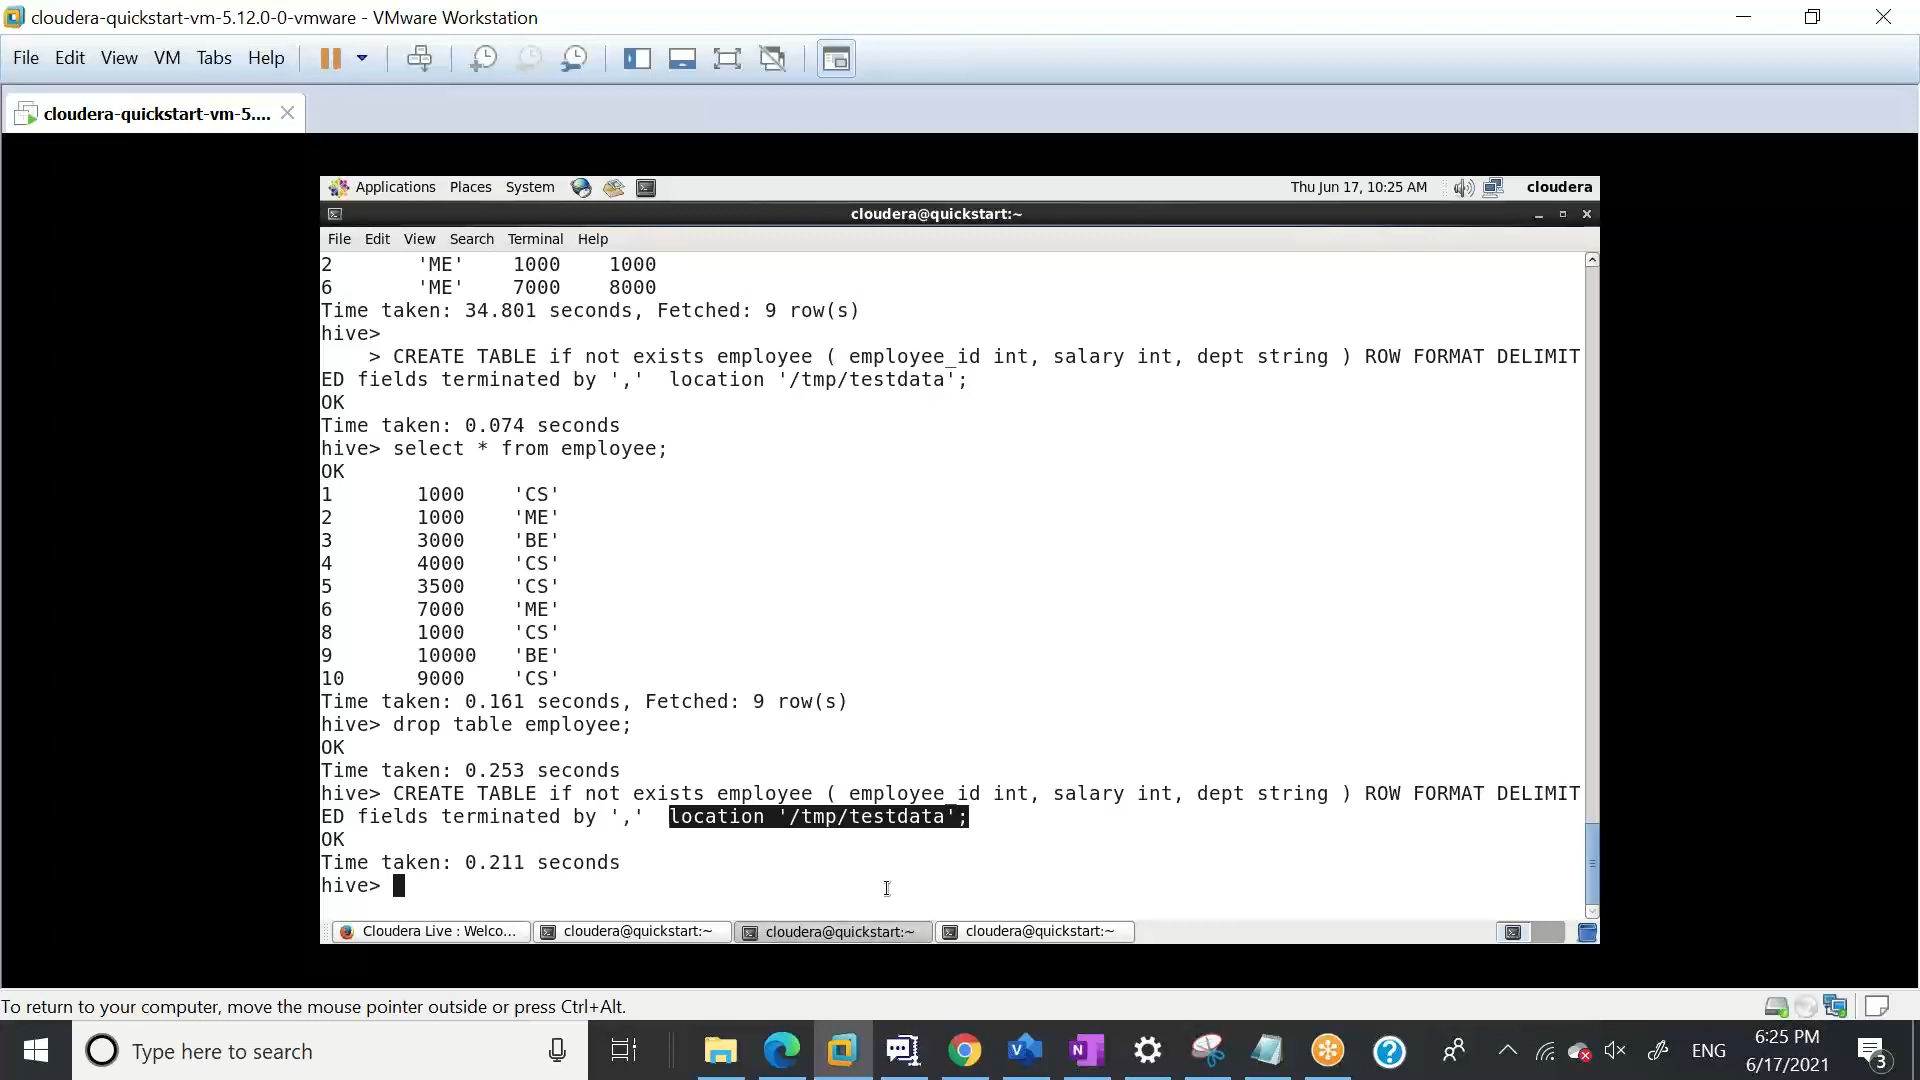 cloudera-quickstart-vm-5.12.0-0-vmware - VMware Workstation
File Edit View VM Tabs Help
cloudera-quickstart-vm-5....
Applications Places System Thu Jun 17, 10:25 AM cloudera
cloudera@quickstart:~
File Edit View Search Terminal Help
2 'ME' 1000 1000
6 'ME' 7000 8000
Time taken: 34.801 seconds, Fetched: 9 row(s)
hive>
> CREATE TABLE if not exists employee ( employee_id int, salary int, dept string ) ROW FORMAT DELIMIT
ED fields terminated by ',' location '/tmp/testdata';
OK
Time taken: 0.074 seconds
hive> select * from employee;
OK
1 1000 'CS'
2 1000 'ME'
3 3000 'BE'
4 4000 'CS'
5 3500 'CS'
6 7000 'ME'
8 1000 'CS'
9 10000 'BE'
10 9000 'CS'
Time taken: 0.161 seconds, Fetched: 9 row(s)
hive> drop table employee;
OK
Time taken: 0.253 seconds
hive> CREATE TABLE if not exists employee ( employee_id int, salary int, dept string ) ROW FORMAT DELIMIT
ED fields terminated by ',' location '/tmp/testdata';
OK
Time taken: 0.211 seconds
hive>
Cloudera Live : Welco... cloudera@quickstart:~ cloudera@quickstart:~ cloudera@quickstart:~
To return to your computer, move the mouse pointer outside or press Ctrl+Alt.
Type here to search ENG 6:25 PM
6/17/2021 3